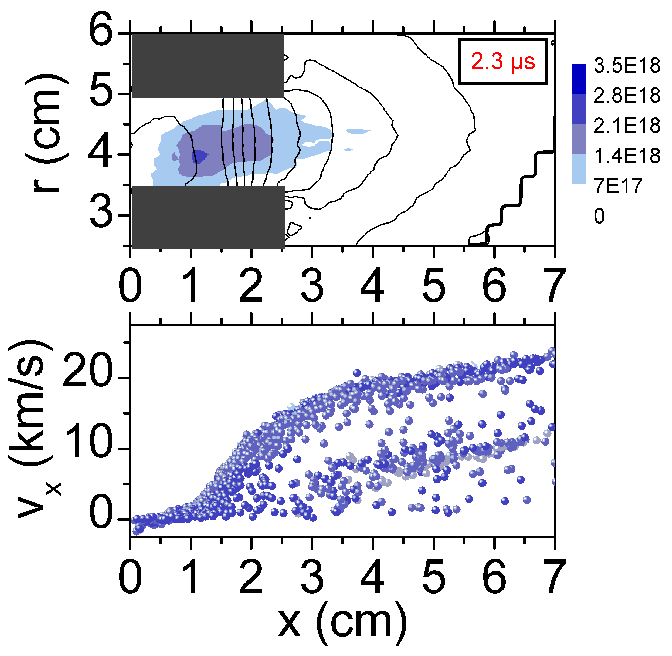 6
5
4
3
r (cm)
2.3 µs
3.5E18
2.8E18
2.1E18
1.4E18
7E17
0
0 1 2 3 4 5 6 7
20
10
0
v x (km/s)
0 1 2 3 4 5 6 7
x (cm)